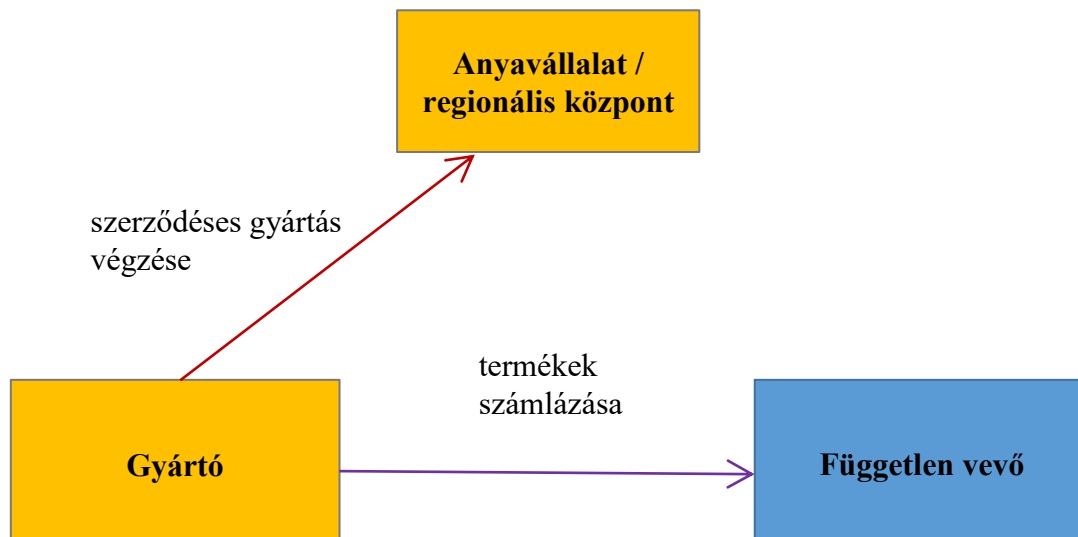 Anyavállalat /
regionális központ
szerződéses gyártás
végzése
termékek
számlázása
Gyártó
Független vevő